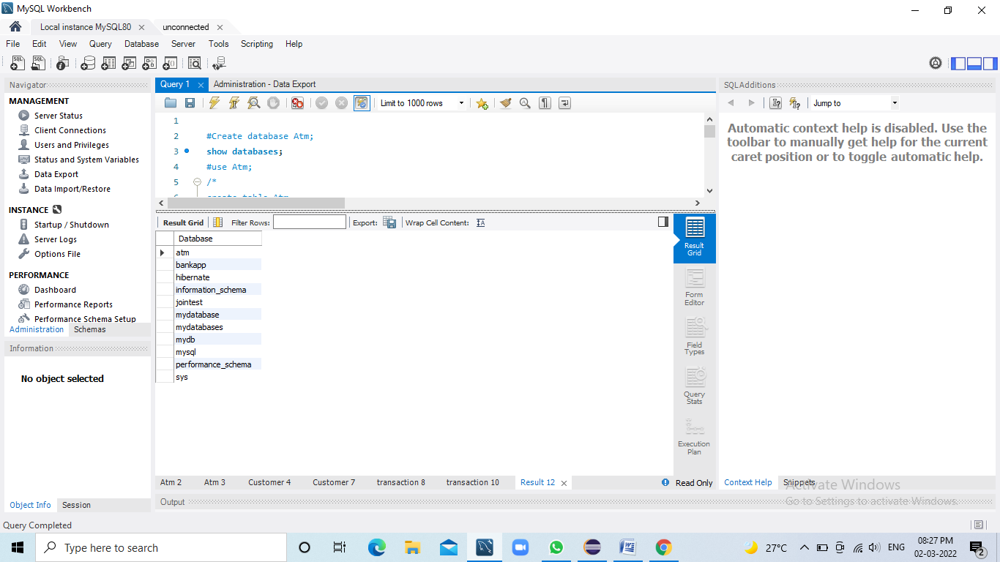 MySQL Workbench
Local instance MySQL80
unconnected
File Edit View Query Database Server Tools Scripting Help
Navigator
MANAGEMENT
Server Status
Client Connections
Users and Privileges
Status and System Variables
Data Export
Data Import/Restore
INSTANCE
Startup / Shutdown
Server Logs
Options File
PERFORMANCE
Dashboard
Performance Reports
Performance Schema Setup
Administration Schemas
Information
No object selected
Object Info Session
Query 1
Administration - Data Export
Limit to 1000 rows
1
2 #Create database Atm;
3 show databases;
4 #use Atm;
5 /*
6 create table Atm
Result Grid Filter Rows: Export: Wrap Cell Content:
Database
atm
bankapp
hibernate
information_schema
jointest
mydatabase
mydatabases
mydb
mysql
performance_schema
sys
Result
Grid
Form
Editor
Field
Types
Query
Stats
Execution
Plan
Atm 2 Atm 3 Customer 4 Customer 7 transaction 8 transaction 10 Result 12 Read Only
Output
SQL Additions
Jump to
Automatic context help is disabled. Use the
toolbar to manually get help for the current
caret position or to toggle automatic help.
Context Help Snippets
Activate Windows
Go to Settings to activate Windows.
Query Completed
Type here to search
27°C
ENG
08:27 PM
02-03-2022
2